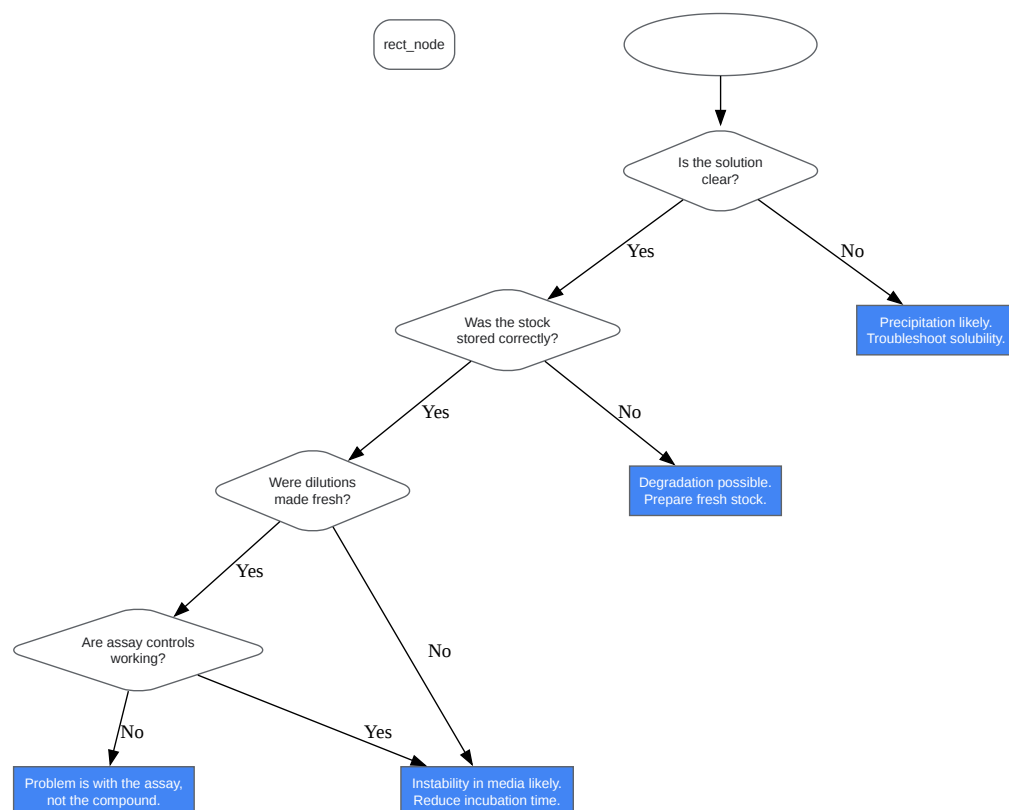 rect_node
Is the solution
clear?
Yes
No
Was the stock
stored correctly?
Precipitation likely.
Troubleshoot solubility.
Yes
No
Were dilutions
made fresh?
Degradation possible.
Prepare fresh stock.
Yes
No
Are assay controls
working?
No
Yes
Problem is with the assay,
not the compound.
Instability in media likely.
Reduce incubation time.